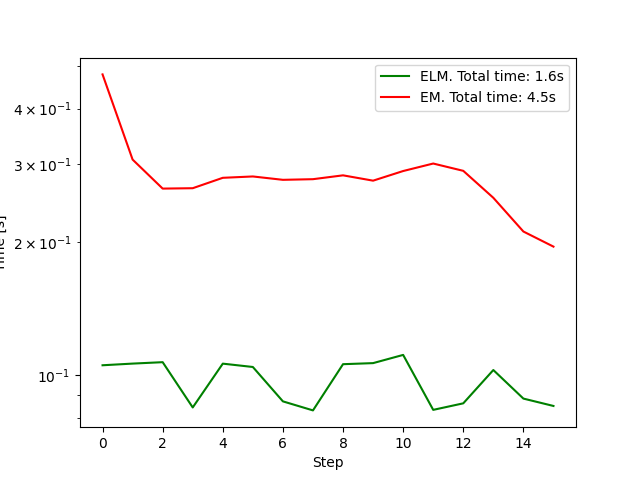 ELM. Total time: 1.6s
EM. Total time: 4.5s
4 × 10⁻¹
3 × 10⁻¹
2 × 10⁻¹
10⁻¹
[s]
0 2 4 6 8 10 12 14
Step